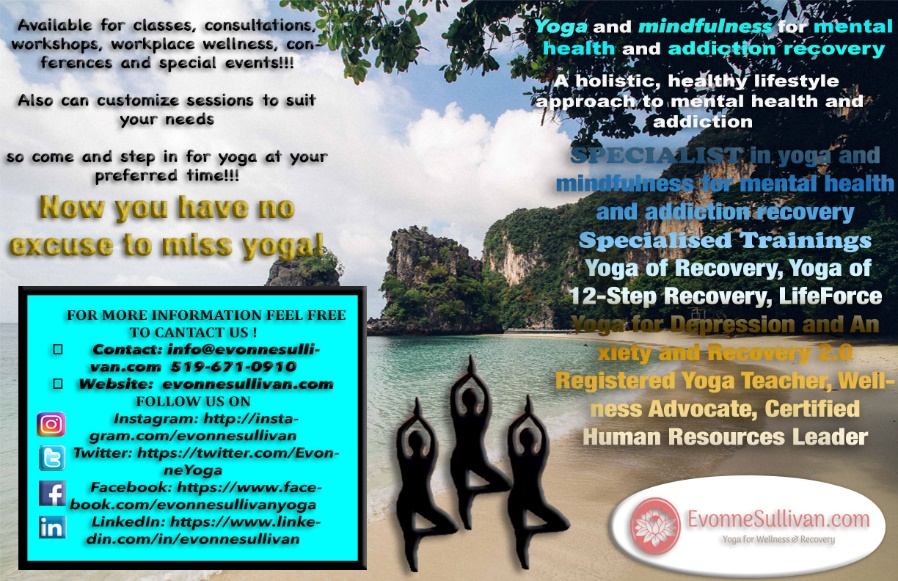 Available for classes, consultations,
workshops, workplace wellness, con-
ferences and special events!!!
Also can customize sessions to suit
your needs
so come and step in for yoga at your
preferred time!!!
Now you have no
excuse to miss yoga!
FOR MORE INFORMATION FEEL FREE
TO CANTACT US !
Contact: info@evonnesulli-
van.com 519-671-0910
Website: evonnesullivan.com
FOLLOW US ON
Instagram: http://insta-
gram.com/evonnesullivan
Twitter: https://twitter.com/Evon-
neYoga
Facebook: https://www.face-
book.com/evonnesullivanyoga
LinkedIn: https://www.linke-
din.com/in/evonnesullivan
Yoga and mindfulness for mental
health and addiction recovery
A holistic, healthy lifestyle
approach to mental health and
addiction
SPECIALIST in yoga and
mindfulness for mental health
and addiction recovery
Specialised Trainings
Yoga of Recovery, Yoga of
12-Step Recovery, LifeForce
Yoga for Depression and An
xiety and Recovery 2.0
Registered Yoga Teacher, Well-
ness Advocate, Certified
Human Resources Leader
EvonneSullivan.com
Yoga for Wellness & Recovery